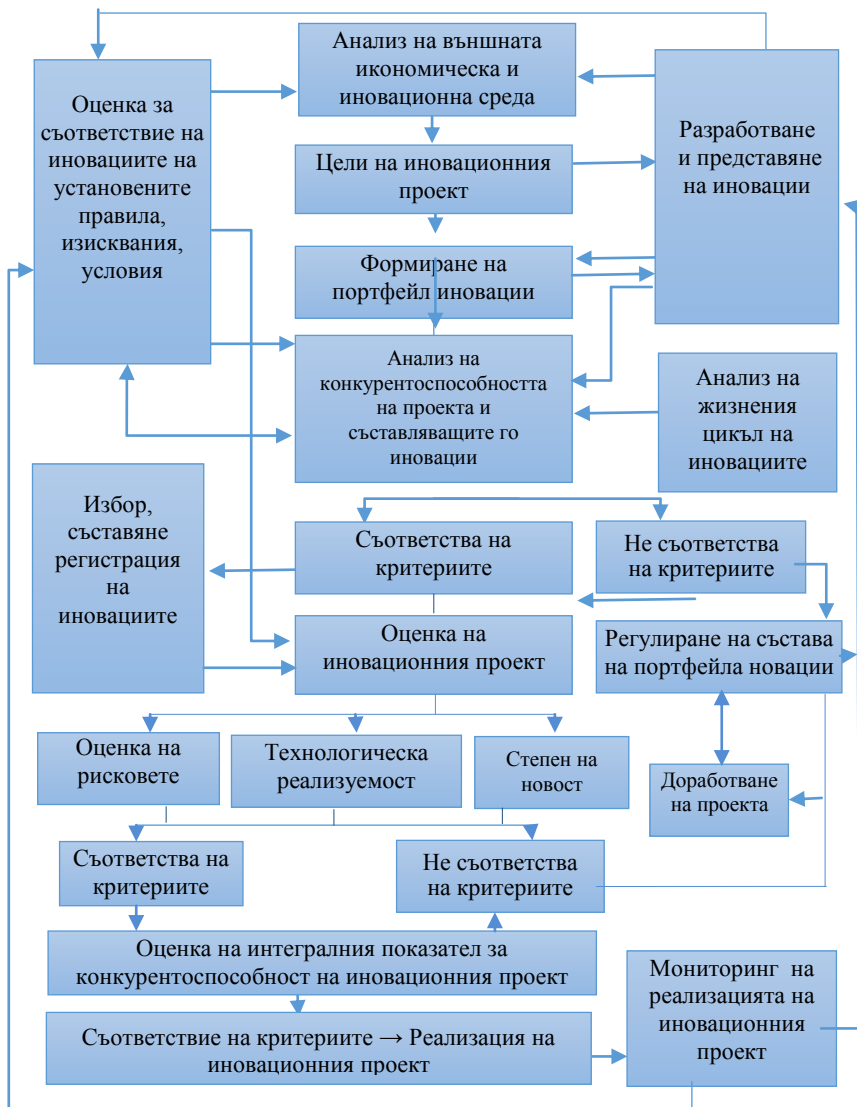 Анализ на външната
икономическа и
иновационна среда
Оценка за
съответствие на
иновациите на
установените
правила,
изисквания,
условия
Разработване
и представяне
на иновации
Цели на иновационния
проект
Формиране на
портфейл иновации
Анализ на
конкурентоспособността
на проекта и
съставляващите го
иновации
Анализ на
жизнения
цикъл на
иновациите
Избор,
съставяне
регистрация
на
иновациите
Съответства на
критериите
Не съответства
на критериите
Оценка на
иновационния проект
Регулиране на състава
на портфейла новации
Оценка на
рисковете
Технологическа
реализуемост
Степен на
новост
Доработване
на проекта
Съответства на
критериите
Не съответства
на критериите
Оценка на интегралния показател за
конкурентоспособност на иновационния проект
Мониторинг на
реализацията на
иновационния
проект
Съответствие на критериите → Реализация на
иновационния проект